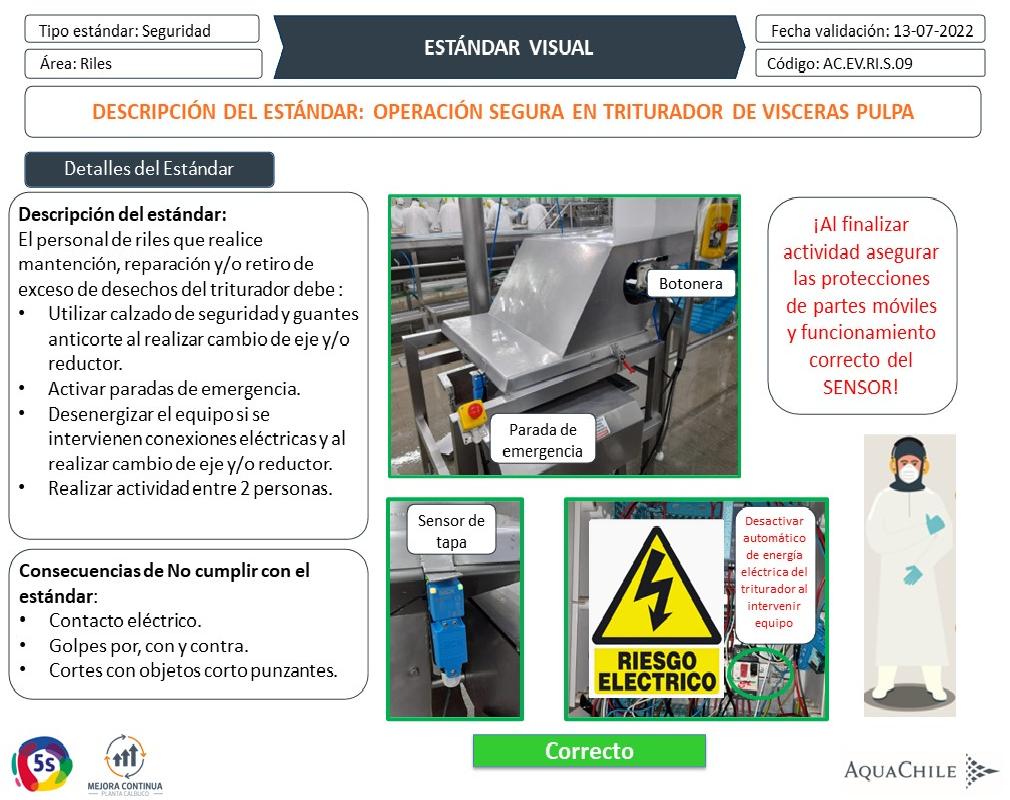 Tipo estándar: Seguridad
Área: Riles
ESTÁNDAR VISUAL
Fecha validación: 13-07-2022
Código: AC.EV.RI.S.09
DESCRIPCIÓN DEL ESTÁNDAR: OPERACIÓN SEGURA EN TRITURADOR DE VISCERAS PULPA
Detalles del Estándar
Descripción del estándar:
El personal de riles que realice
mantención, reparación y/o retiro de
exceso de desechos del triturador debe :
• Utilizar calzado de seguridad y guantes
anticorte al realizar cambio de eje y/o
reductor.
• Activar paradas de emergencia.
• Desenergizar el equipo si se
intervienen conexiones eléctricas y al
realizar cambio de eje y/o reductor.
• Realizar actividad entre 2 personas.
Consecuencias de No cumplir con el
estándar:
• Contacto eléctrico.
• Golpes por, con y contra.
• Cortes con objetos corto punzantes.
Botonera
Parada de
emergencia
Sensor de
tapa
RIESGO
ELECTRICO
Desactivar
automático
de energía
eléctrica del
triturador al
intervenir
equipo
¡Al finalizar
actividad asegurar
las protecciones
de partes móviles
y funcionamiento
correcto del
SENSOR!
Correcto
5S
MEJORA CONTINUA
PLANTA CALBUCO
AQUACHILE